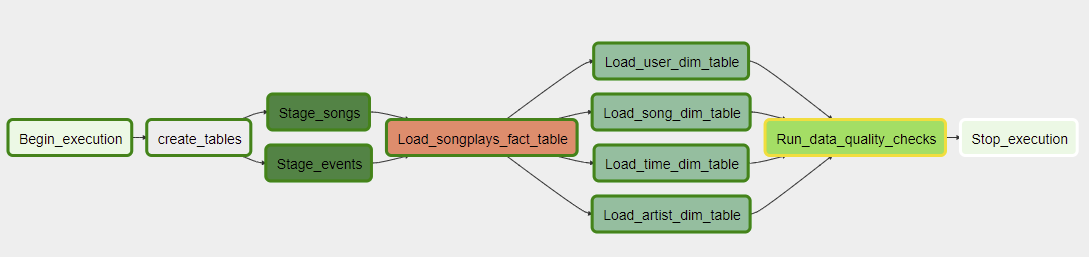 Begin_execution
create_tables
Stage_songs
Stage_events
Load_songplays_fact_table
Load_user_dim_table
Load_song_dim_table
Load_time_dim_table
Load_artist_dim_table
Run_data_quality_checks
Stop_execution